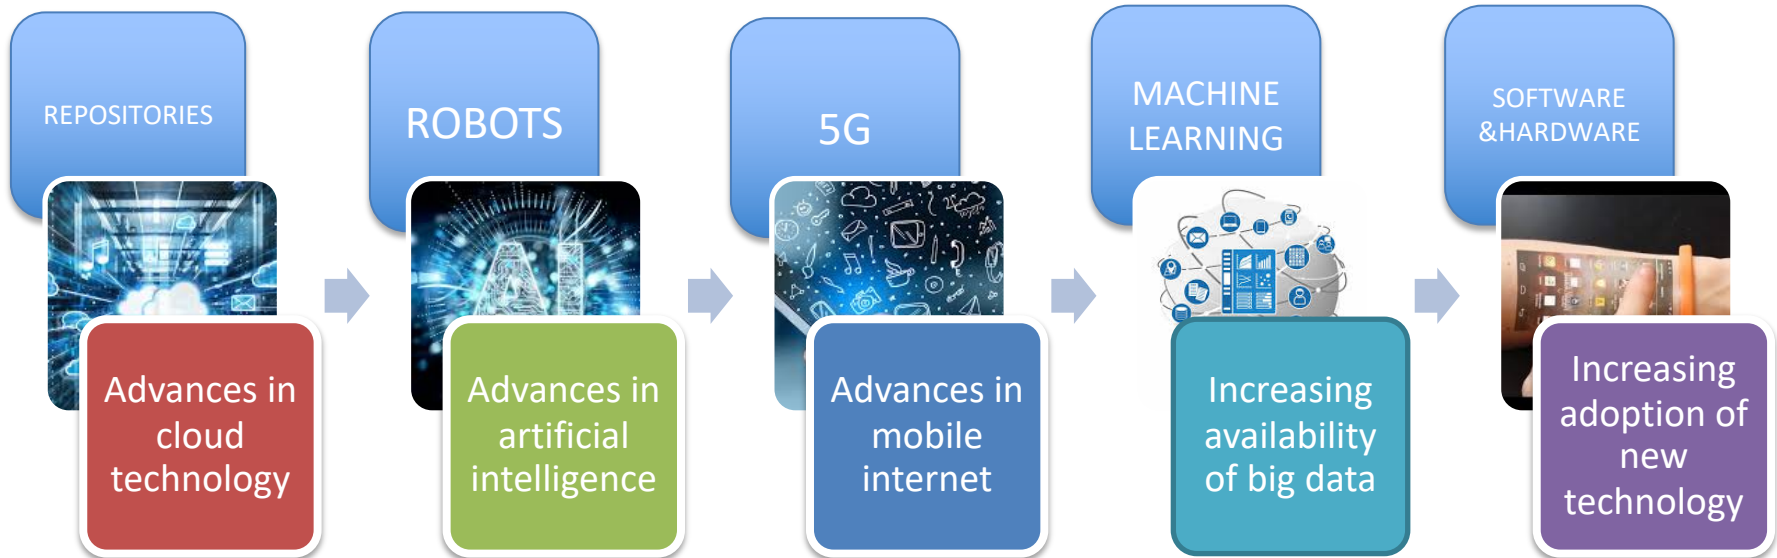 REPOSITORIES
Advances in
cloud
technology
ROBOTS
AI
Advances in
artificial
intelligence
5G
Advances in
mobile
internet
MACHINE
LEARNING
Increasing
availability
of big data
SOFTWARE
&HARDWARE
Increasing
adoption of
new
technology